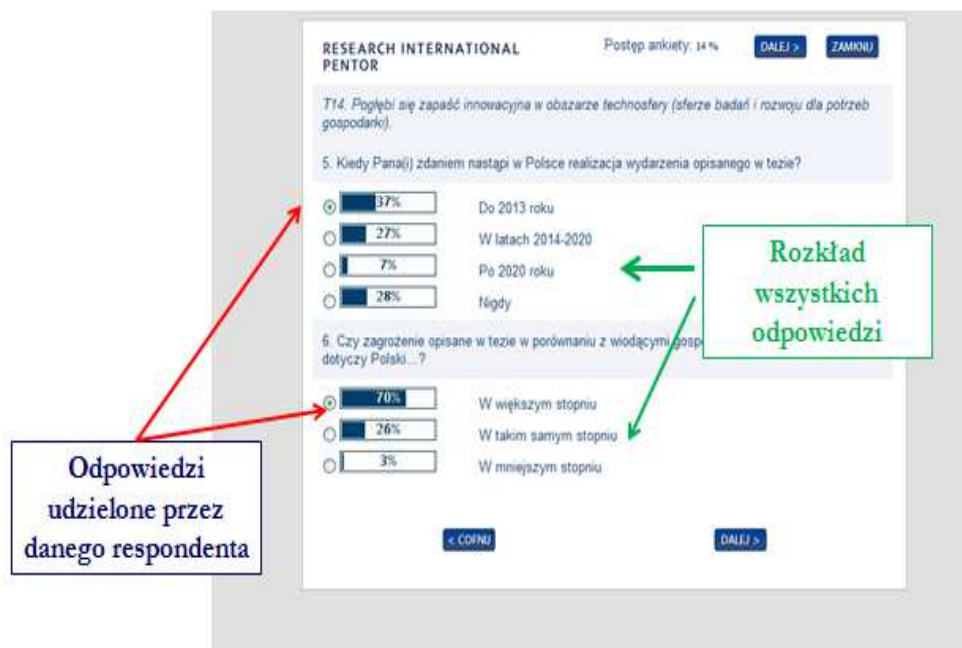 RESEARCH INTERNATIONAL
PENTOR
Postęp ankiety: 14 %
DALEJ >
ZAMKNIJ
T14. Pogłębi się zapaść innowacyjna w obszarze technosfery (sferze badań i rozwoju dla potrzeb
gospodarki).
5. Kiedy Pana(i) zdaniem nastąpi w Polsce realizacja wydarzenia opisanego w tezie?
37% Do 2013 roku
27% W latach 2014-2020
7% Po 2020 roku
28% Nigdy
Rozkład
wszystkich
odpowiedzi
6. Czy zagrożenie opisane w tezie w porównaniu z wiodącymi
dotyczy Polski...?
70% W większym stopniu
26% W takim samym stopniu
3% W mniejszym stopniu
Odpowiedzi
udzielone przez
danego respondenta
< COFNIJ
DALEJ >